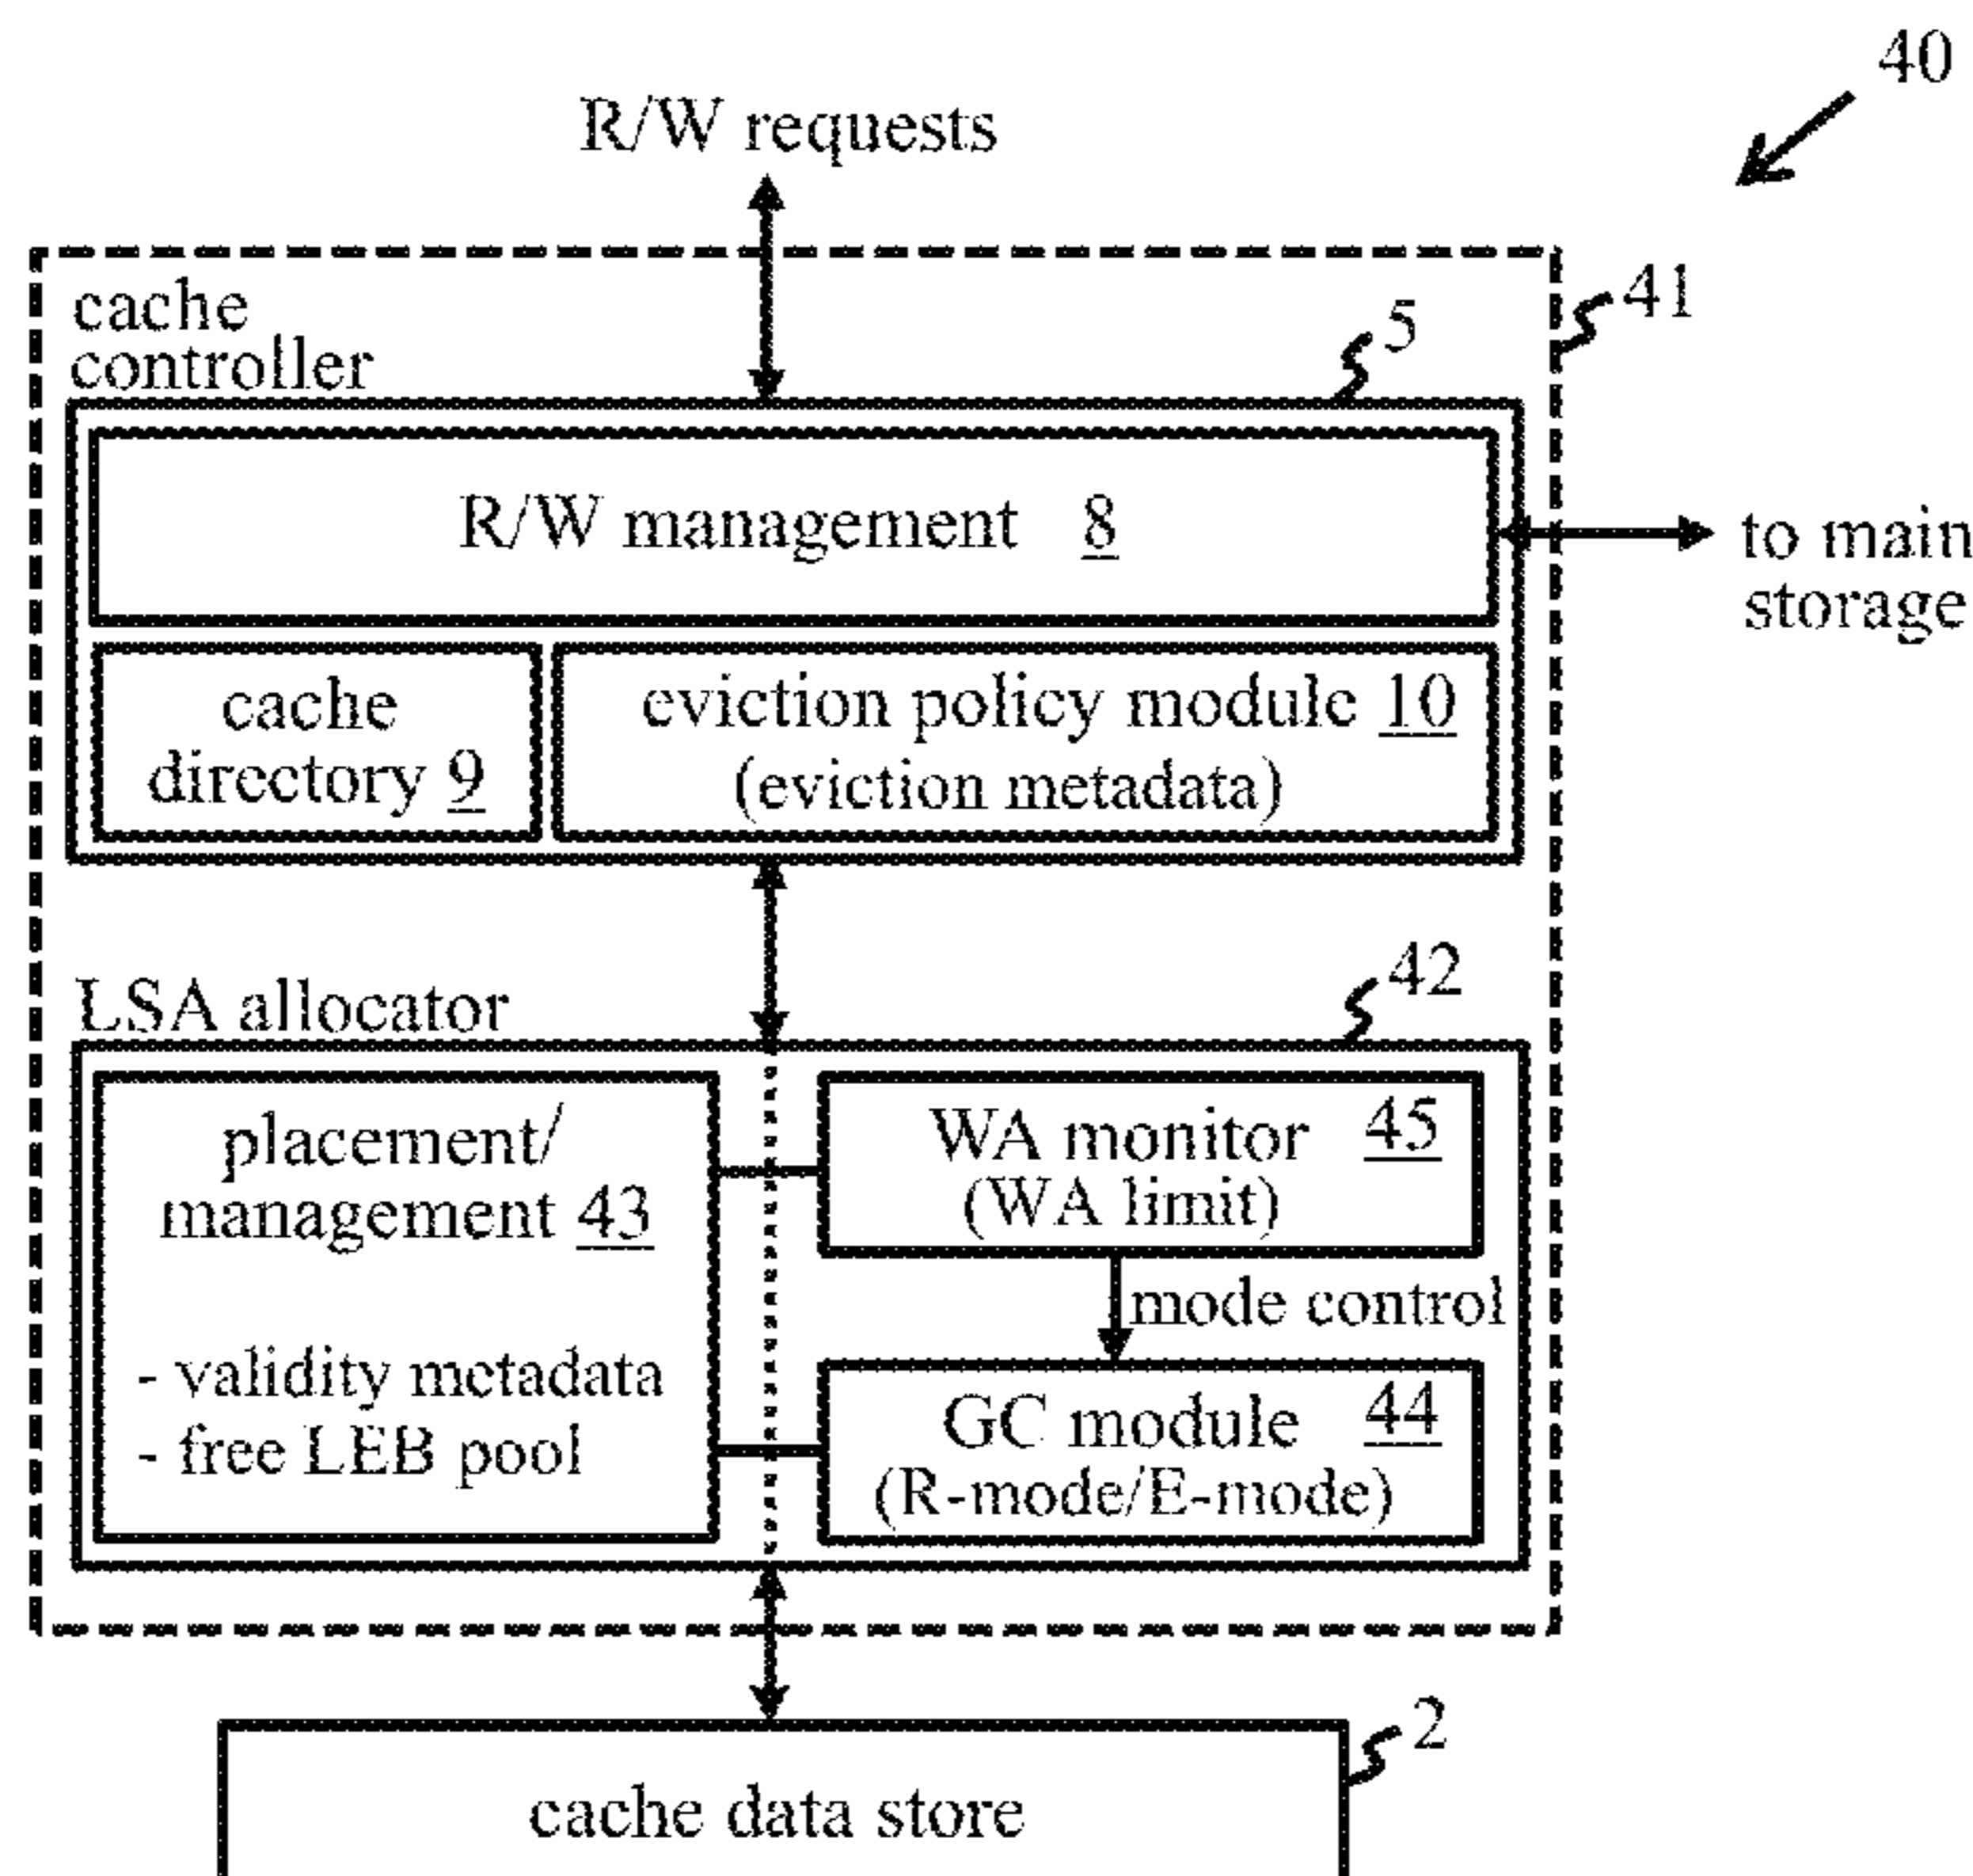 40
R/W requests
cache
controller
5
41
R/W management 8
to main
storage
cache
directory 9
eviction policy module 10
(eviction metadata)
LSA allocator
42
placement/
management 43
- validity metadata
- free LEB pool
WA monitor 45
(WA limit)
mode control
GC module 44
(R-mode/E-mode)
2
cache data store